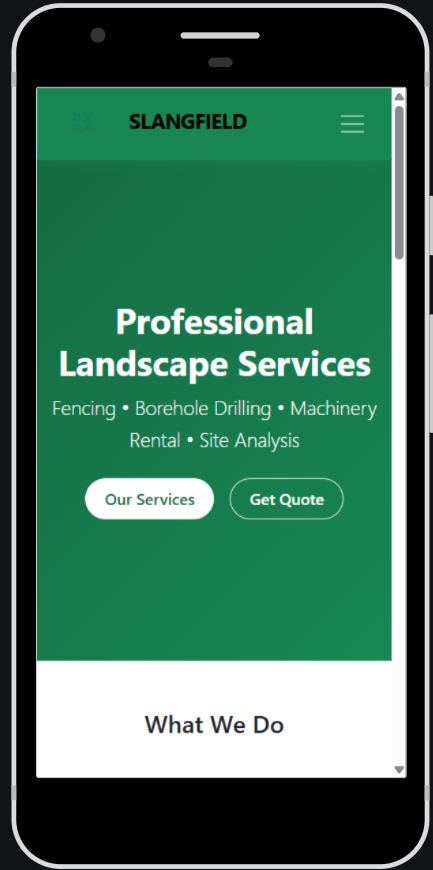 SLANGFIELD
Professional
Landscape Services
Fencing • Borehole Drilling • Machinery
Rental • Site Analysis
Our Services
Get Quote
What We Do